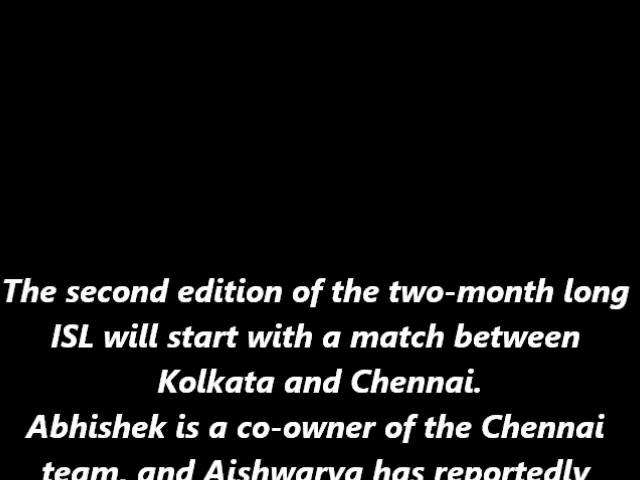 The second edition of the two-month long
ISL will start with a match between
Kolkata and Chennai.
Abhishek is a co-owner of the Chennai
team, and Aishwarya has reportedly